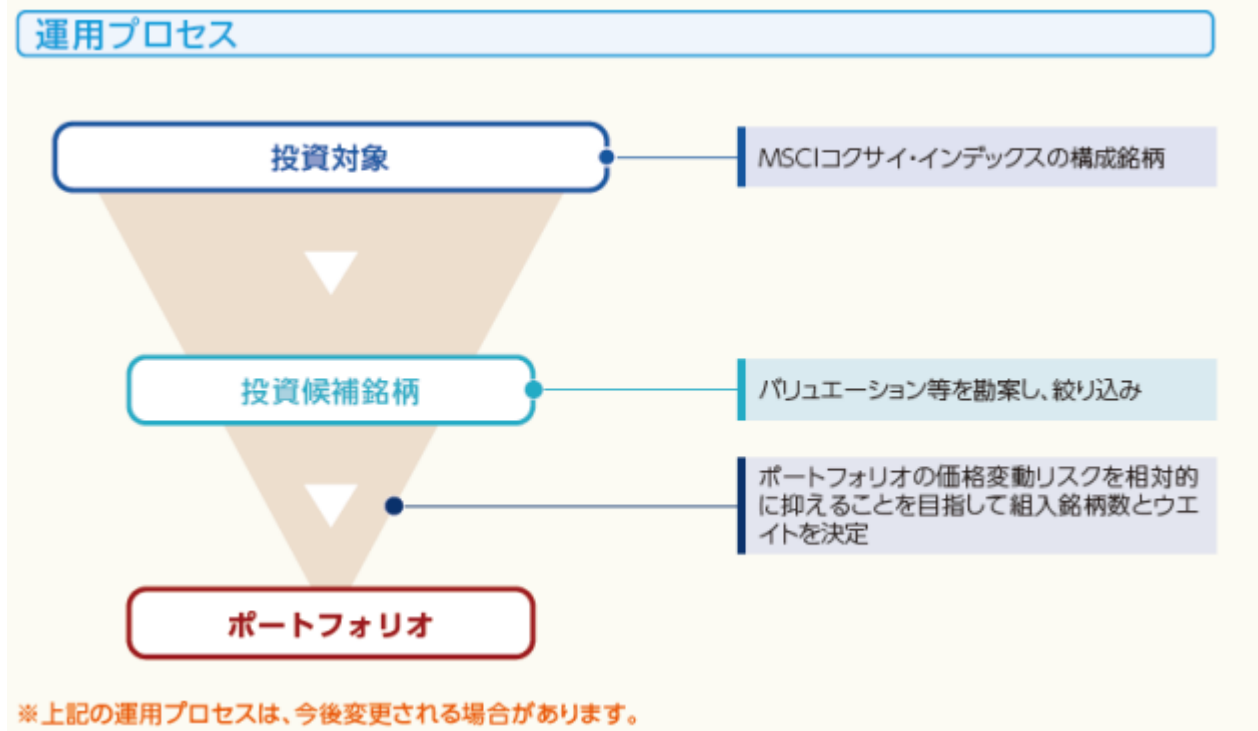 運用プロセス
投資対象
MSCIコクサイ・インデックスの構成銘柄
投資候補銘柄
バリュエーション等を勘案し、絞り込み
ポートフォリオの価格変動リスクを相対的
に抑えることを目指して組入銘柄数とウエ
イトを決定
ポートフォリオ
※上記の運用プロセスは、今後変更される場合があります。